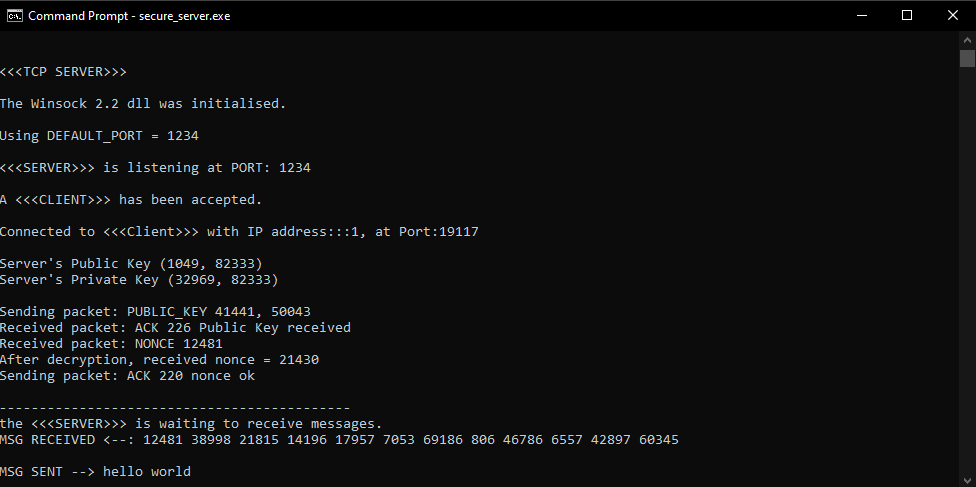 Command Prompt - secure_server.exe
<<<TCP SERVER>>>
The Winsock 2.2 dll was initialised.
Using DEFAULT_PORT = 1234
<<<SERVER>>> is listening at PORT: 1234
A <<<CLIENT>>> has been accepted.
Connected to <<<Client>>> with IP address:::1, at Port:19117
Server's Public Key (1049, 82333)
Server's Private Key (32969, 82333)
Sending packet: PUBLIC_KEY 41441, 50043
Received packet: ACK 226 Public Key received
Received packet: NONCE 12481
After decryption, received nonce = 21430
Sending packet: ACK 220 nonce ok
--------------------------------------------
the <<<SERVER>>> is waiting to receive messages.
MSG RECEIVED <--: 12481 38998 21815 14196 17957 7053 69186 806 46786 6557 42897 60345
MSG SENT --> hello world